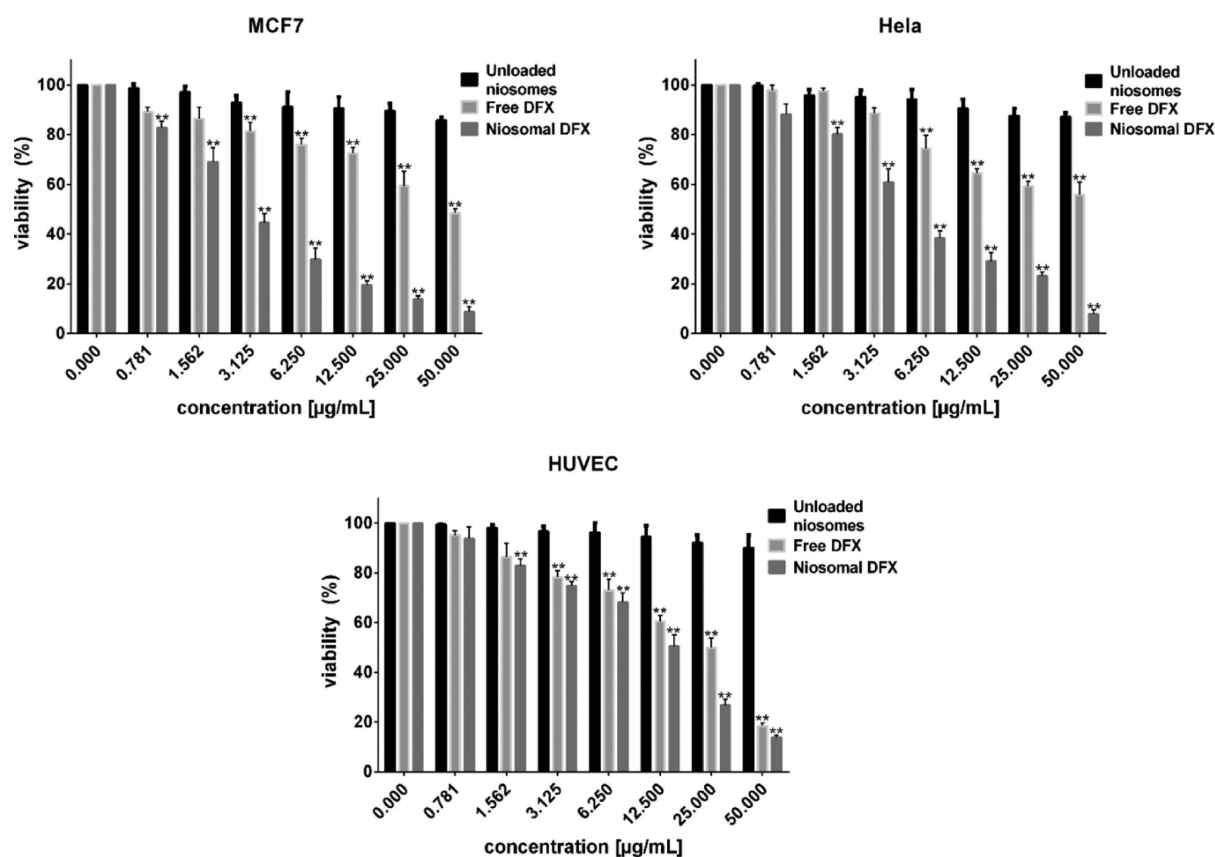 MCF7
Unloaded
niosomes
Free DFX
Niosomal DFX
viability (%)
100
80
60
40
20
0
** ** ** ** ** ** ** ** ** ** ** **
0.000 0.781 1.562 3.125 6.250 12.500 25.000 50.000
concentration [µg/mL]
Hela
Unloaded
niosomes
Free DFX
Niosomal DFX
viability (%)
100
80
60
40
20
0
** ** ** ** ** ** ** ** ** **
0.000 0.781 1.562 3.125 6.250 12.500 25.000 50.000
concentration [µg/mL]
HUVEC
Unloaded
niosomes
Free DFX
Niosomal DFX
viability (%)
100
80
60
40
20
0
** ** ** ** ** ** ** ** ** ** **
0.000 0.781 1.562 3.125 6.250 12.500 25.000 50.000
concentration [µg/mL]